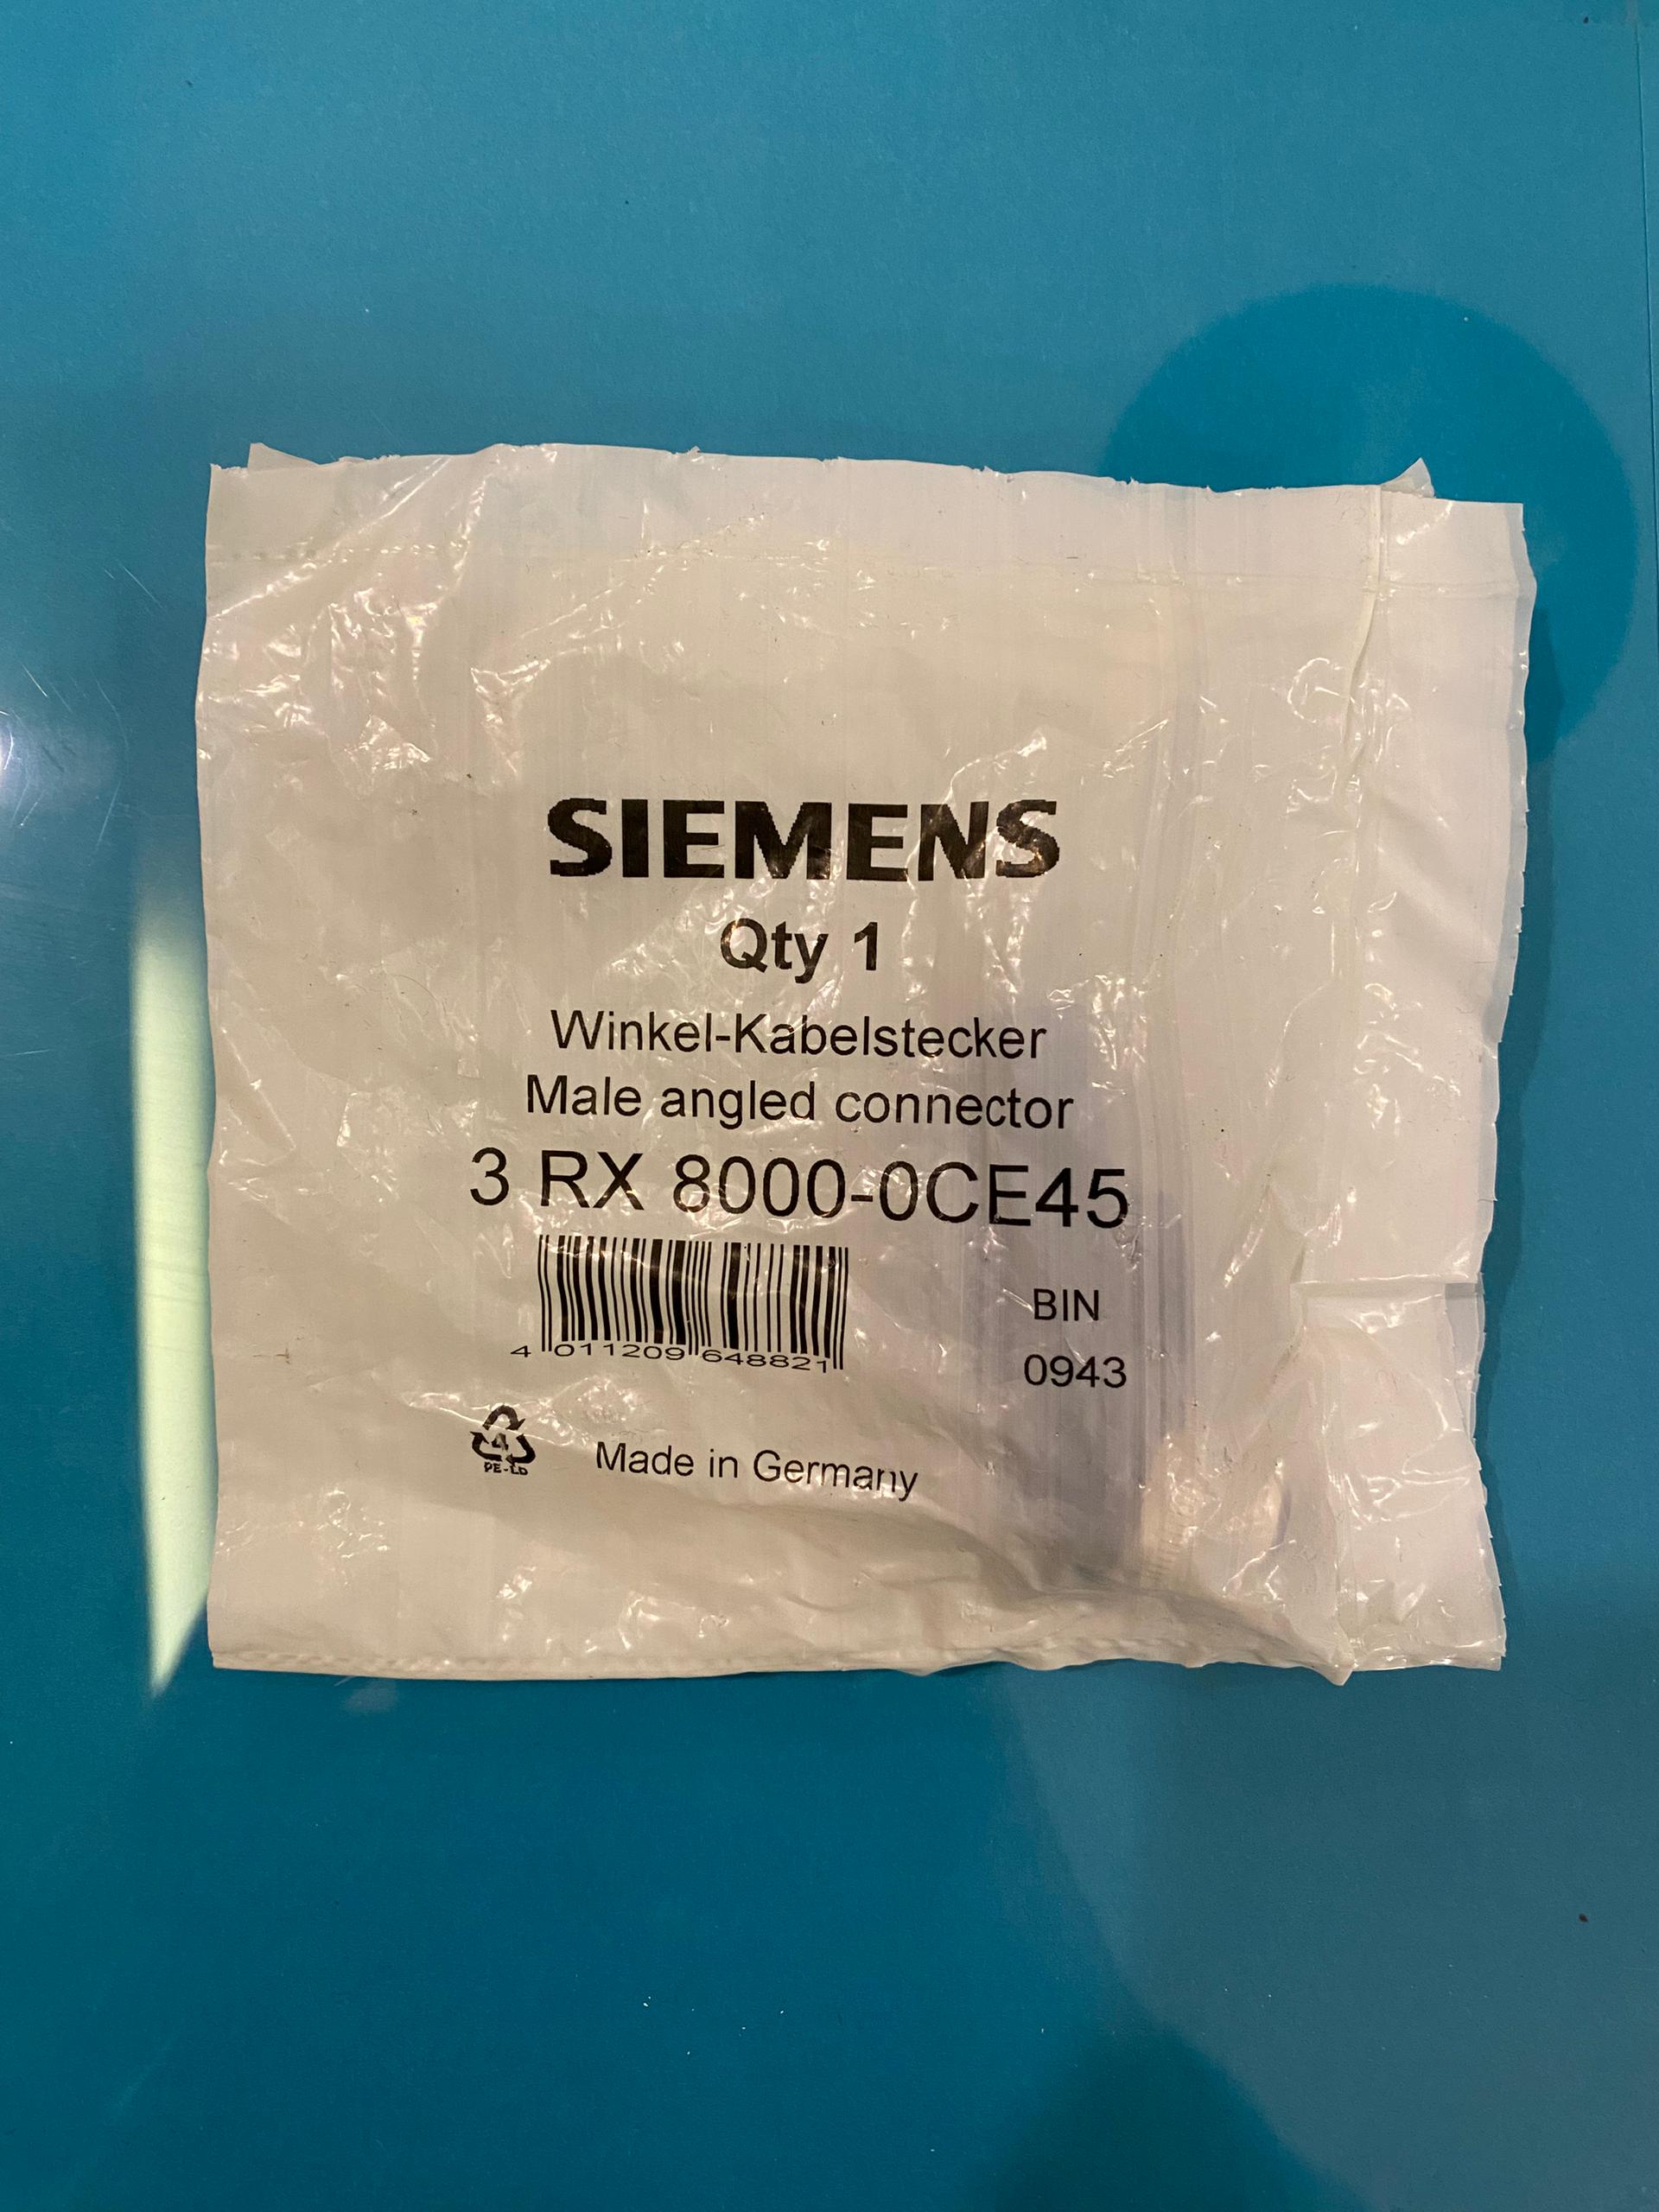 SIEMENS
Qty 1
Winkel-Kabelstecker
Male angled connector
3 RX 8000-0CE45
4 011209 648821
BIN
0943
4
PE-LD
Made in Germany